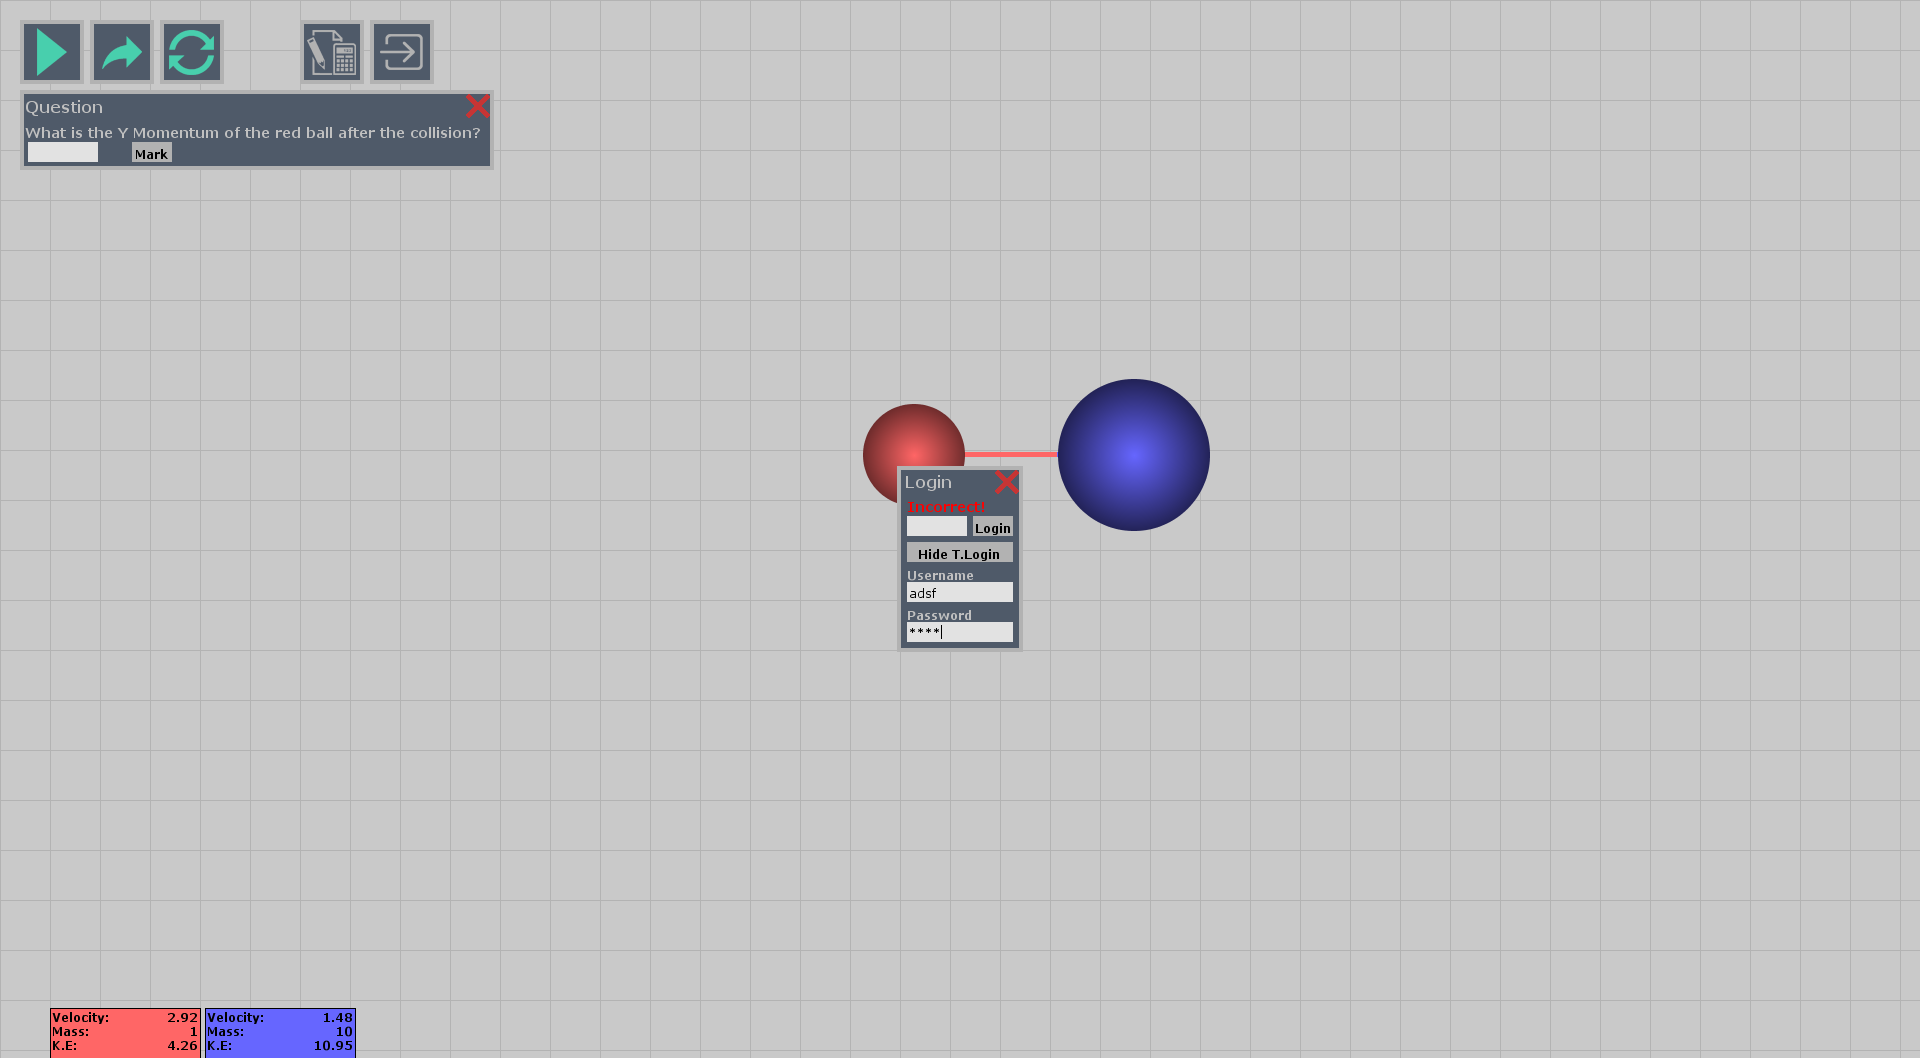 Question
What is the Y Momentum of the red ball after the collision?
Mark
Login
Incorrect!
Login
Hide T.Login
Username
adsf
Password
****
Velocity: 2.92
Mass: 1
K.E: 4.26
Velocity: 1.48
Mass: 10
K.E: 10.95